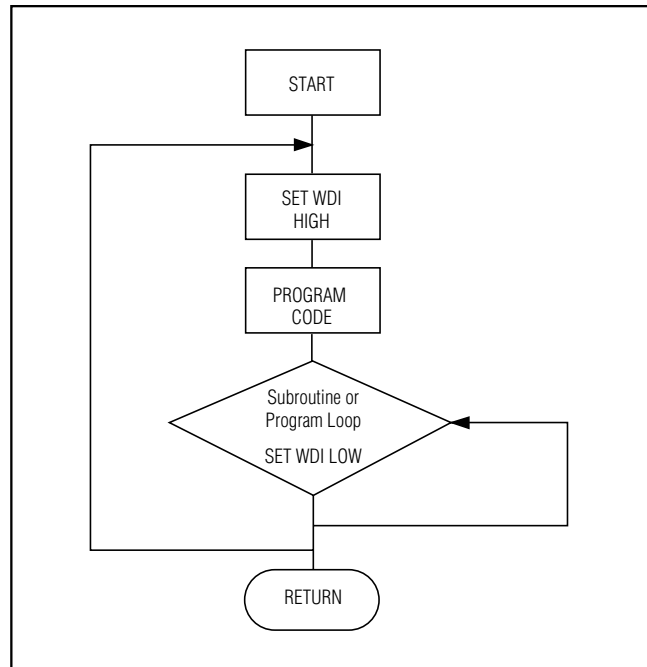 START
SET WDI
HIGH
PROGRAM
CODE
Subroutine or
Program Loop
SET WDI LOW
RETURN